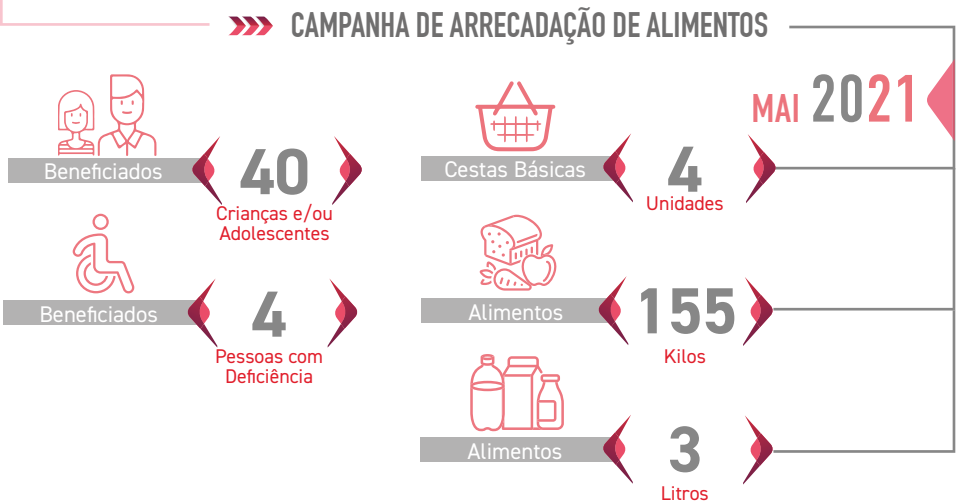 CAMPANHA DE ARRECADAÇÃO DE ALIMENTOS
MAI 2021
Beneficiados
40
Crianças e/ou
Adolescentes
Beneficiados
4
Pessoas com
Deficiência
Cestas Básicas
4
Unidades
Alimentos
155
Kilos
Alimentos
3
Litros